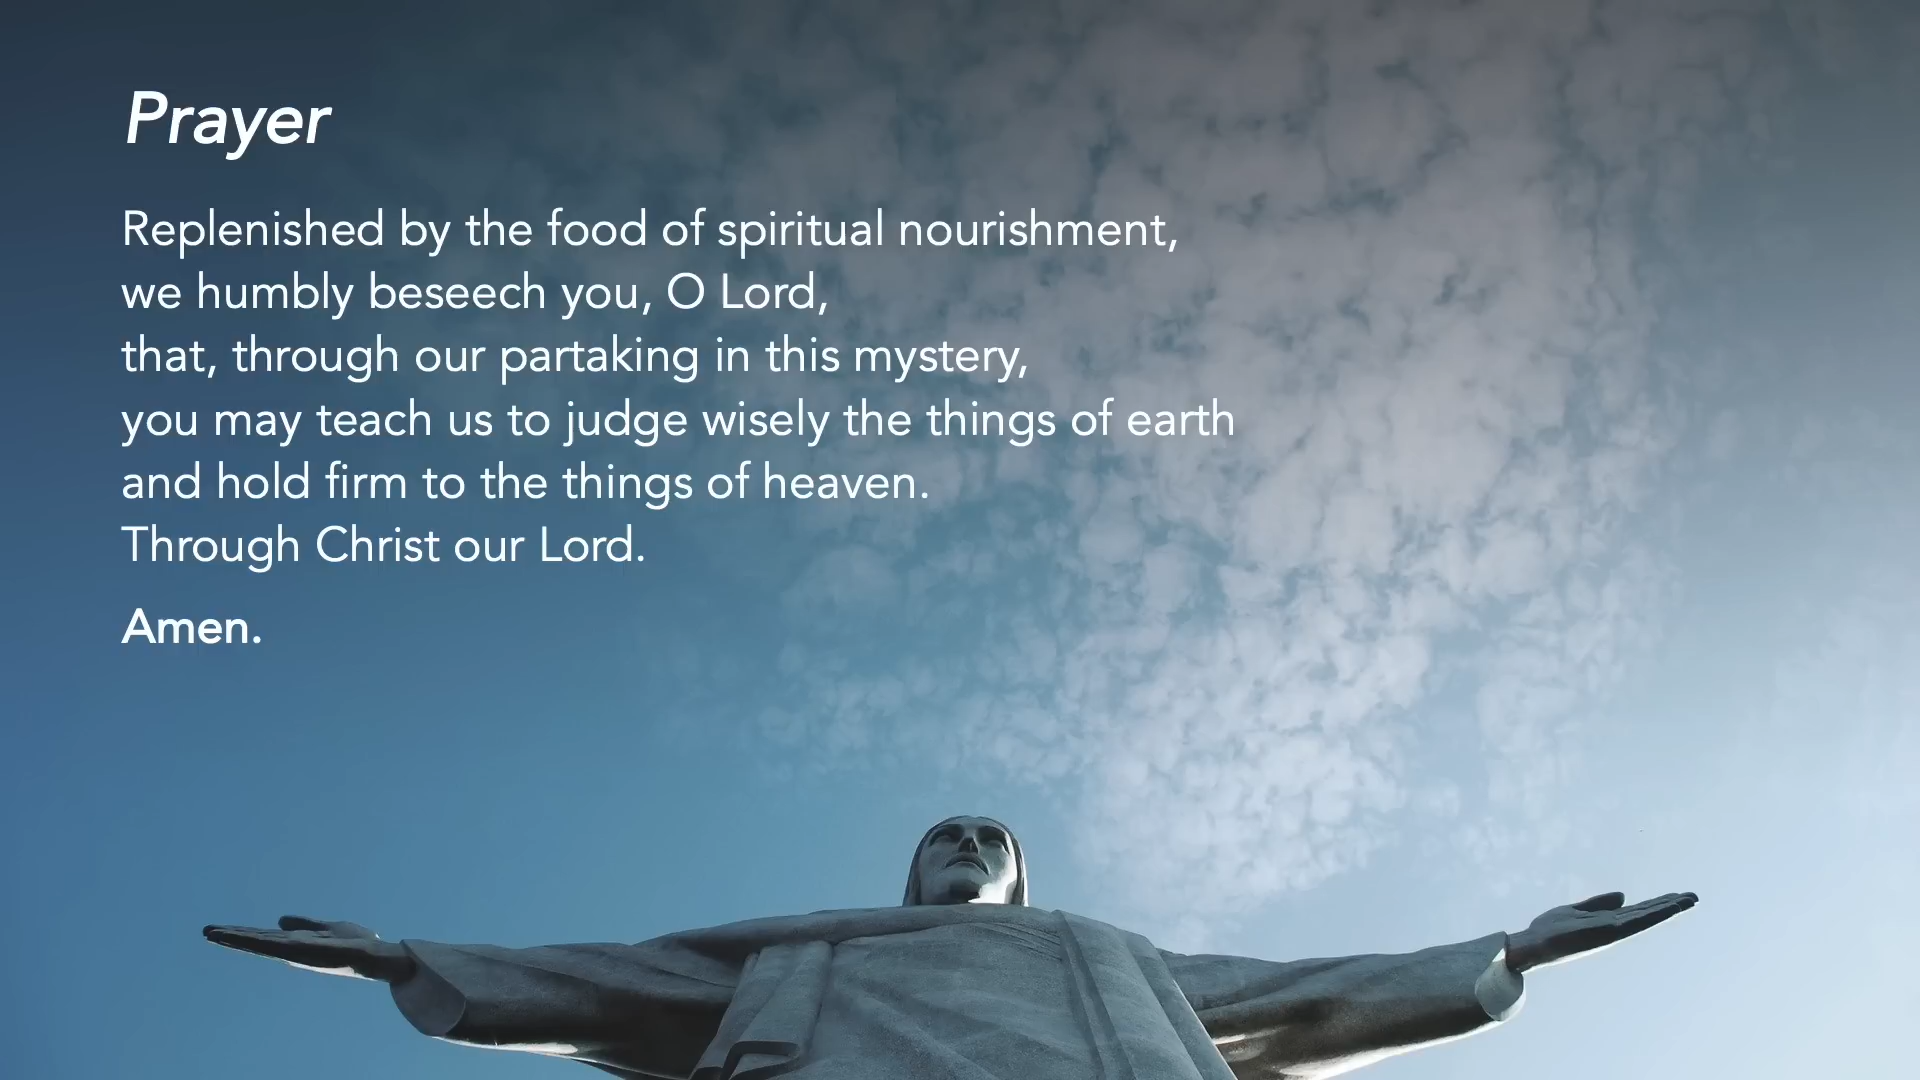 Prayer
Replenished by the food of spiritual nourishment,
we humbly beseech you, O Lord,
that, through our partaking in this mystery,
you may teach us to judge wisely the things of earth
and hold firm to the things of heaven.
Through Christ our Lord.
Amen.